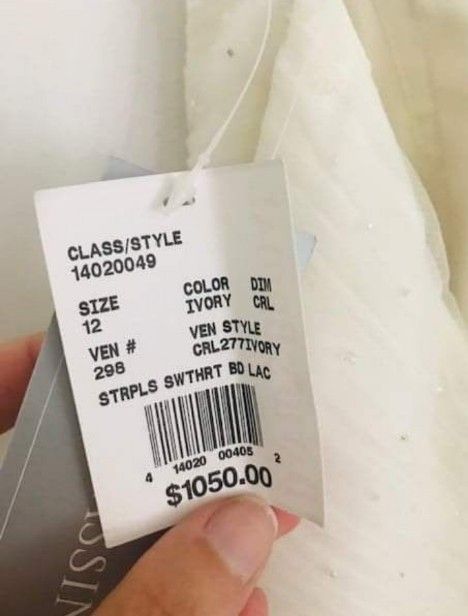 CLASS/STYLE
14020049
SIZE COLOR DIM
12 IVORY CRL
VEN # VEN STYLE
298 CRL277IVORY
STRPLS SWTHRT BD LAC
4 14020 00405 2
$1050.00
SSIN